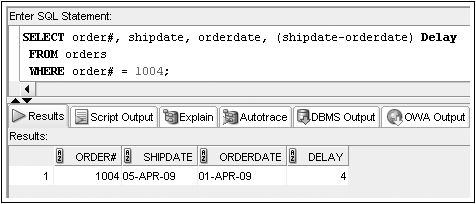 Enter SQL Statement:
SELECT order#, shipdate, orderdate, (shipdate-orderdate) Delay
FROM orders
WHERE order# = 1004;
Results Script Output Explain Autotrace DBMS Output OWA Output
Results:
ORDER# SHIPDATE ORDERDATE DELAY
1 1004 05-APR-09 01-APR-09 4